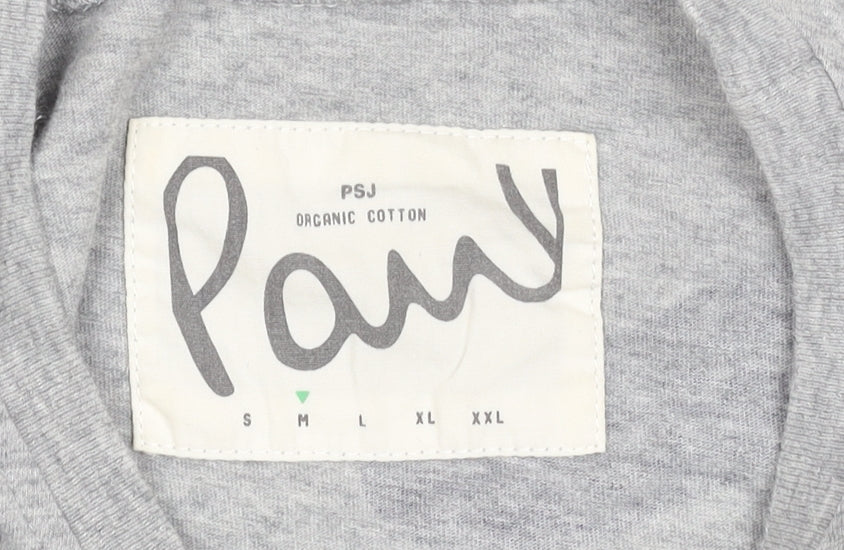 PSJ
ORGANIC COTTON
Paul
S M L XL XXL